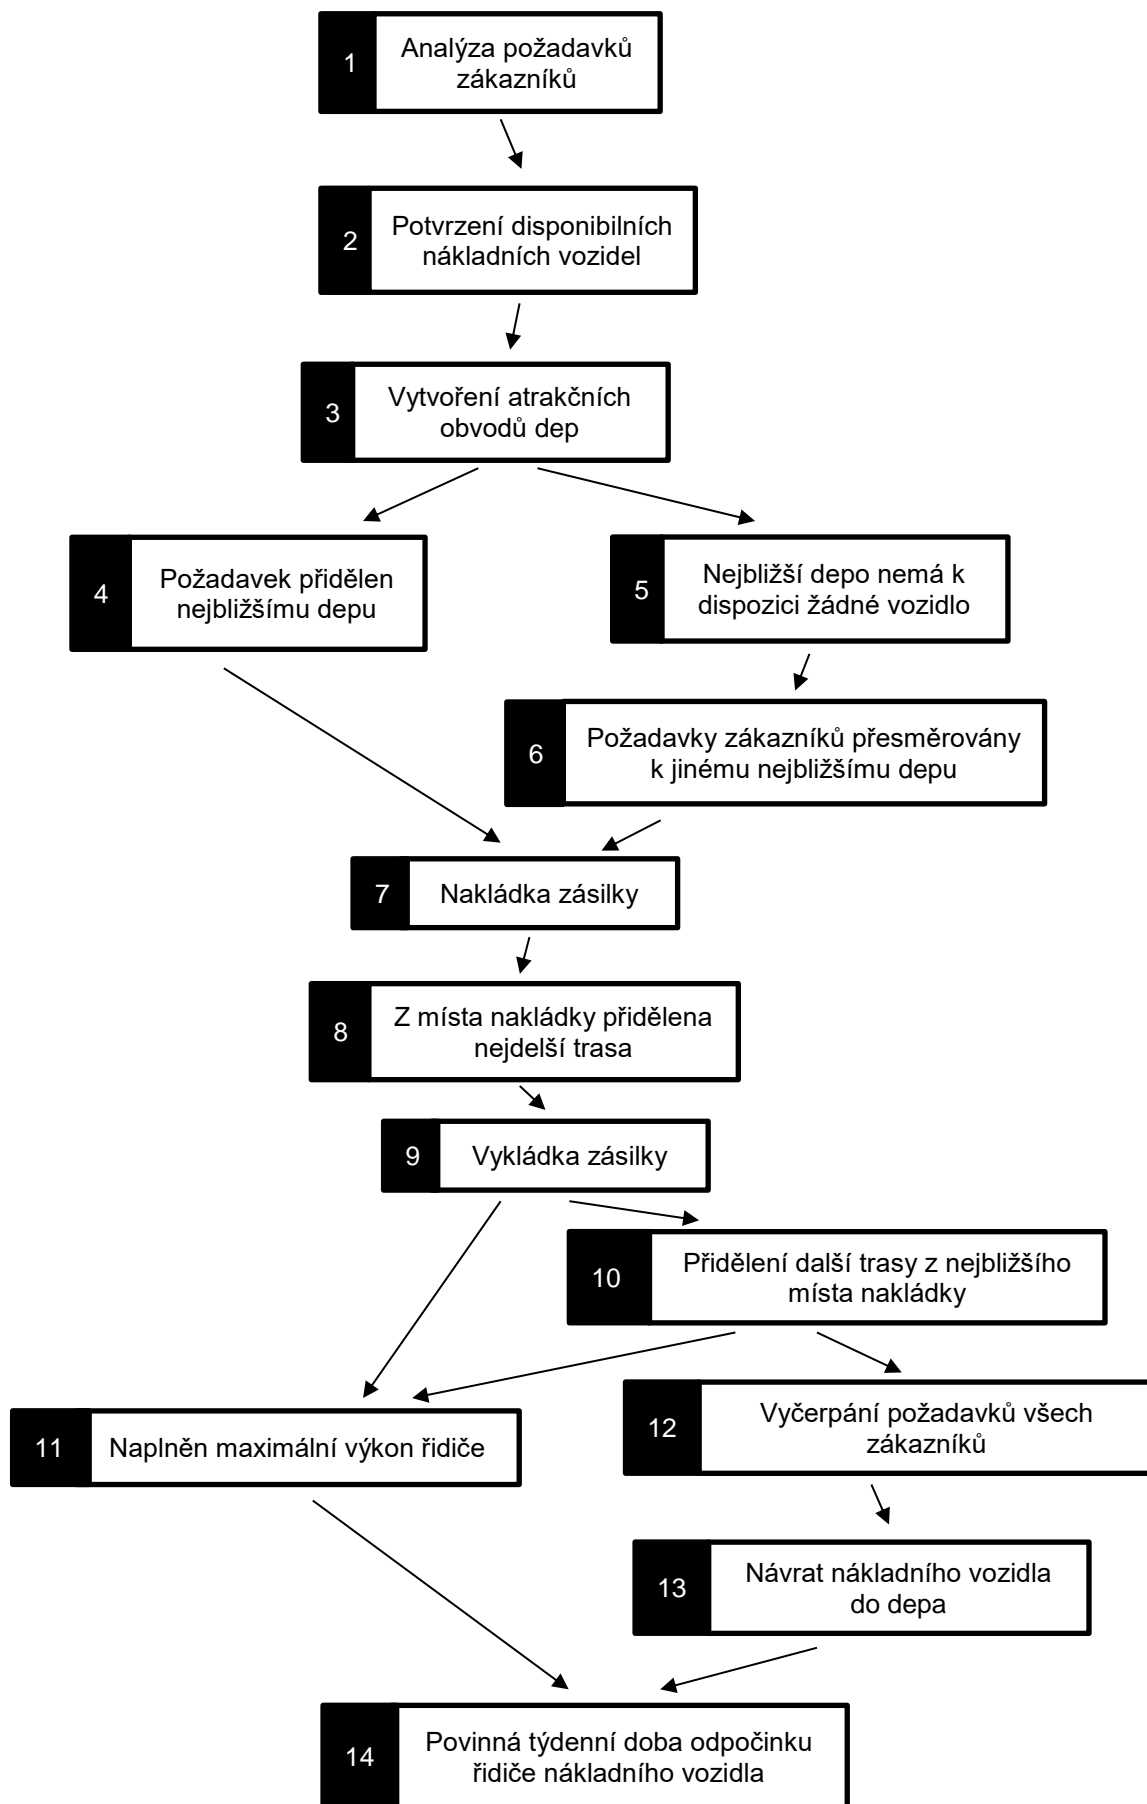 1
Analýza požadavků
zákazníků
2
Potvrzení disponibilních
nákladních vozidel
3
Vytvoření atrakčních
obvodů dep
4
Požadavek přidělen
nejbližšímu depu
5
Nejbližší depo nemá k
dispozici žádné vozidlo
6
Požadavky zákazníků přesměrovány
k jinému nejbližšímu depu
7
Nakládka zásilky
8
Z místa nakládky přidělena
nejdelší trasa
9
Vykládka zásilky
10
Přidělení další trasy z nejbližšího
místa nakládky
11
Naplněn maximální výkon řidiče
12
Vyčerpání požadavků všech
zákazníků
13
Návrat nákladního vozidla
do depa
14
Povinná týdenní doba odpočinku
řidiče nákladního vozidla